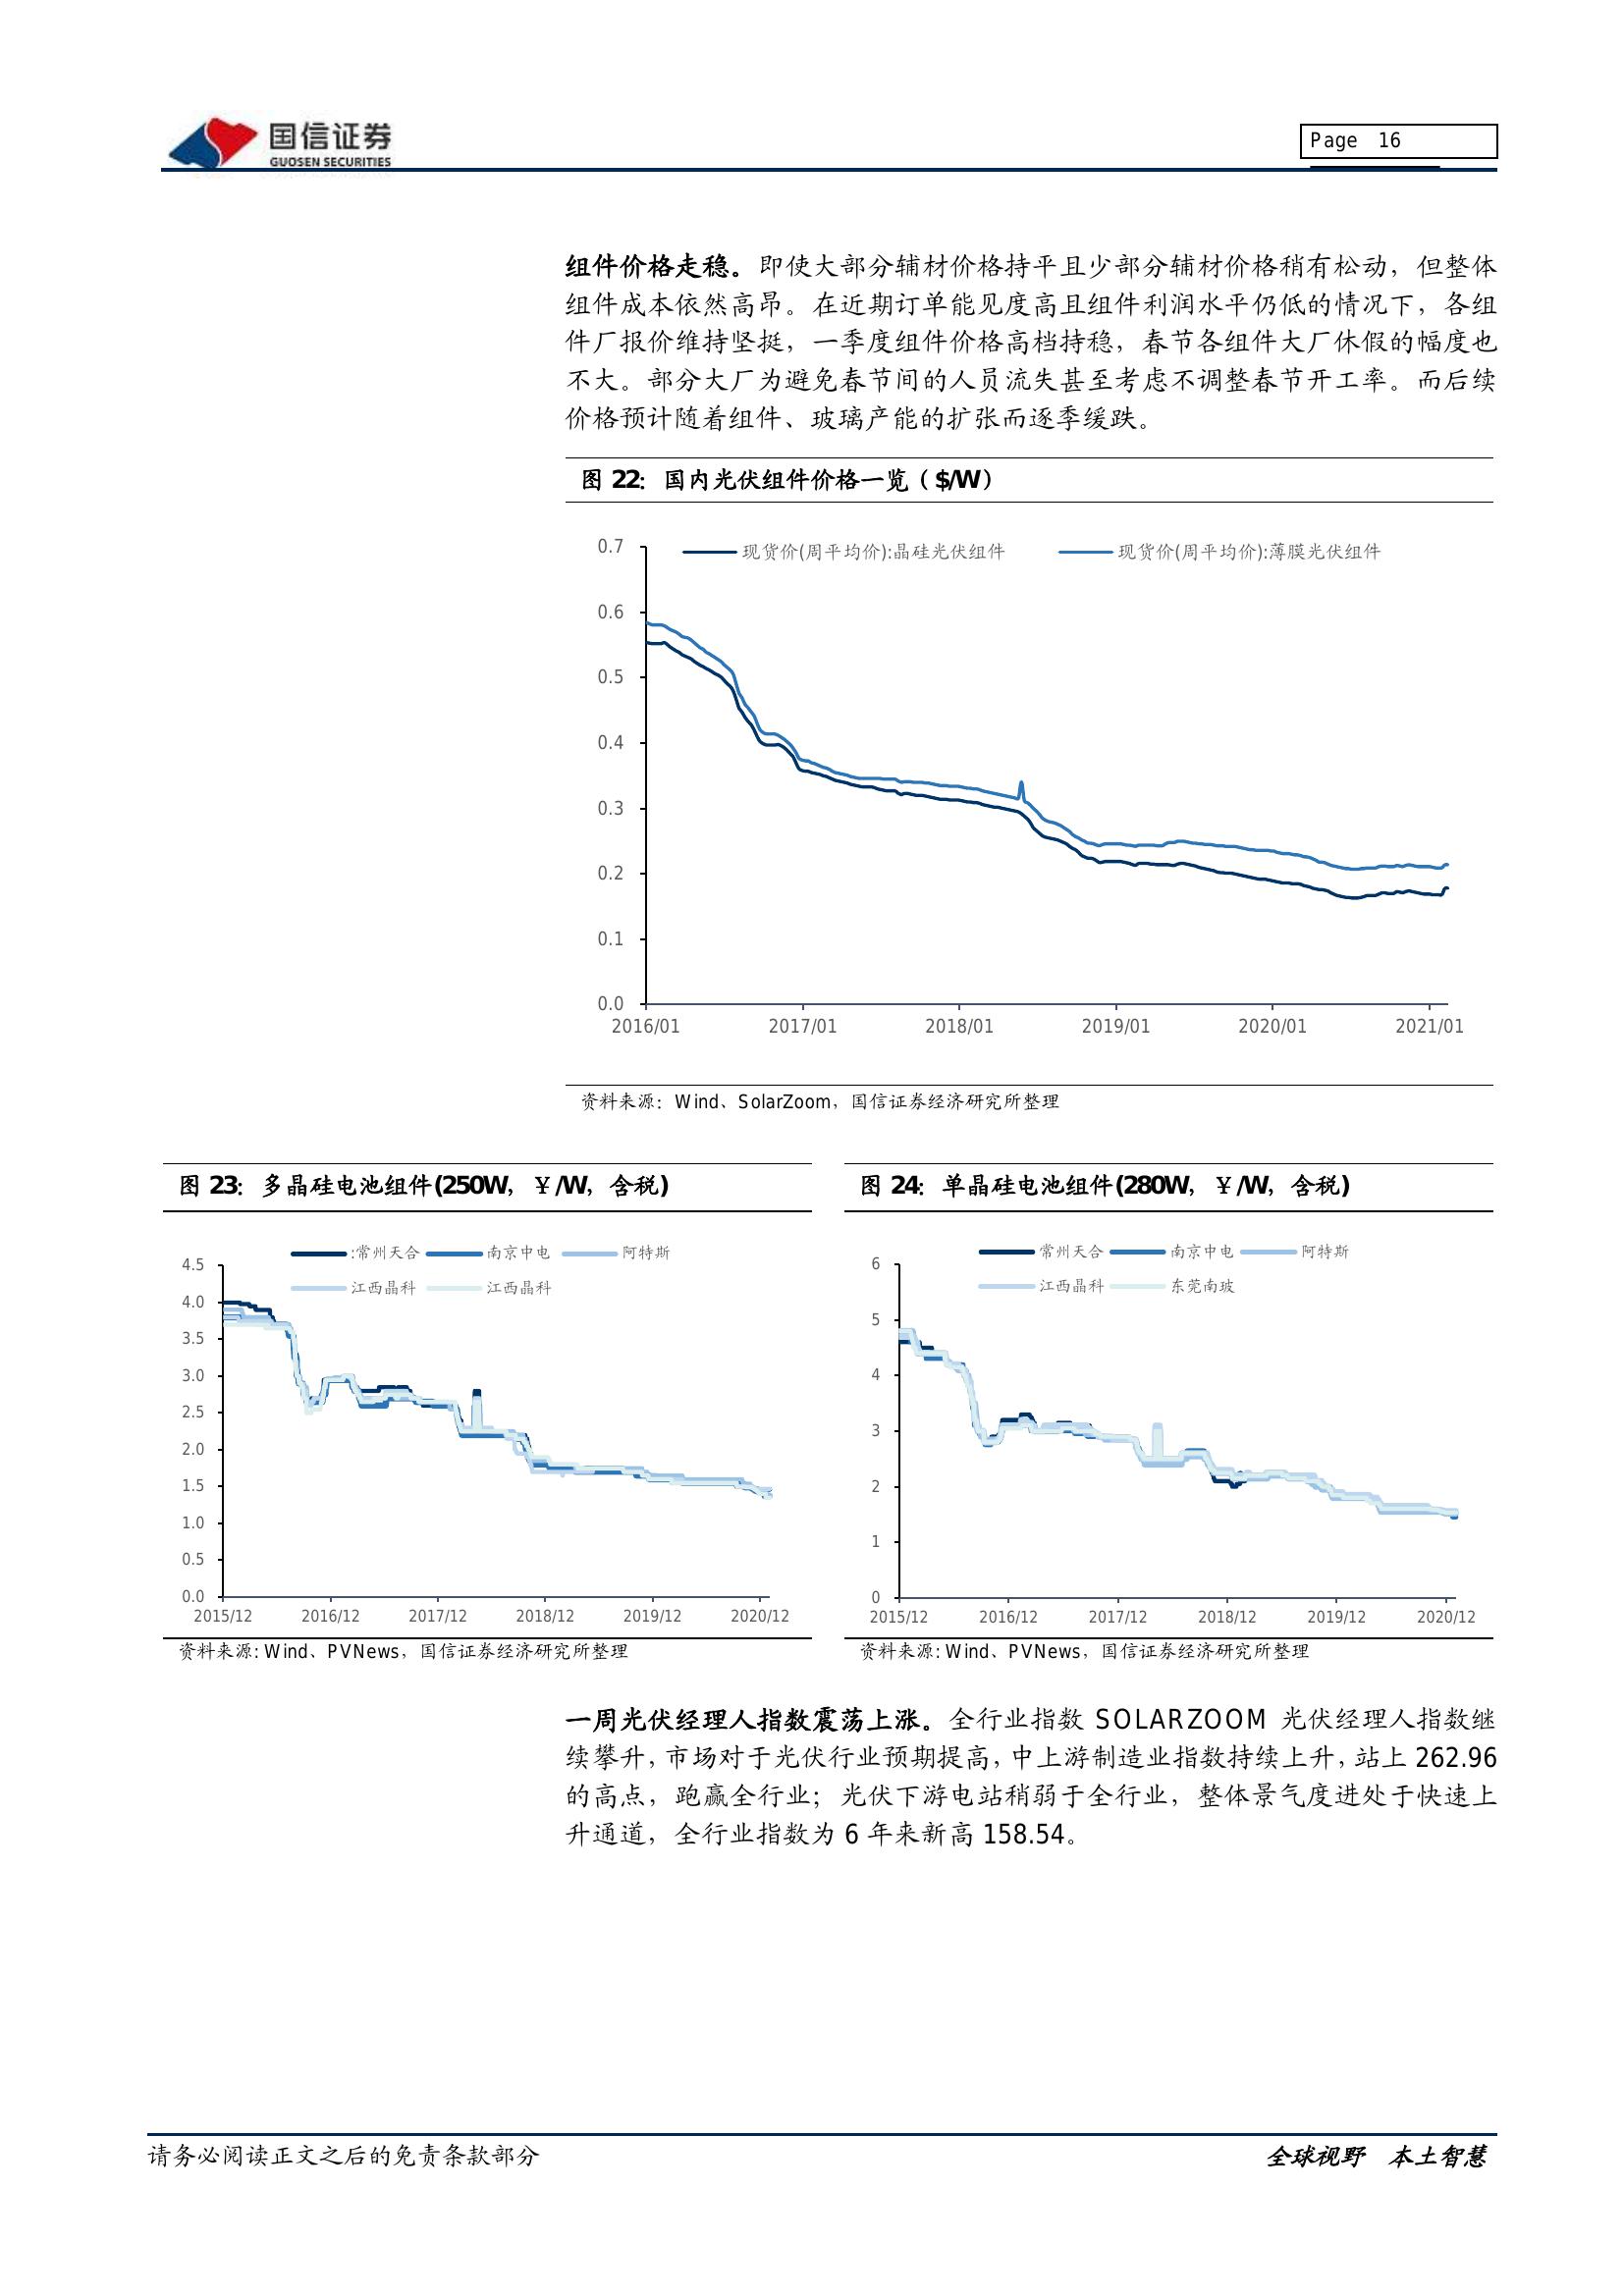 国信证券
GUOSEN SECURITIES
Page 16
组件价格走稳。即使大部分辅材价格持平且少部分辅材价格稍有松动，但整体
组件成本依然高昂。在近期订单能见度高且组件利润水平仍低的情况下，各组
件厂报价维持坚挺，一季度组件价格高档持稳，春节各组件大厂休假的幅度也
不大。部分大厂为避免春节间的人员流失甚至考虑不调整春节开工率。而后续
价格预计随着组件、玻璃产能的扩张而逐季缓跌。
图 22：国内光伏组件价格一览（$/W）
现货价(周平均价):晶硅光伏组件 现货价(周平均价):薄膜光伏组件
0.7
0.6
0.5
0.4
0.3
0.2
0.1
0.0
2016/01 2017/01 2018/01 2019/01 2020/01 2021/01
资料来源：Wind、SolarZoom，国信证券经济研究所整理
图 23：多晶硅电池组件(250W，￥/W，含税)
:常州天合 南京中电 阿特斯
江西晶科 江西晶科
4.5
4.0
3.5
3.0
2.5
2.0
1.5
1.0
0.5
0.0
2015/12 2016/12 2017/12 2018/12 2019/12 2020/12
资料来源: Wind、PVNews，国信证券经济研究所整理
图 24：单晶硅电池组件(280W，￥/W，含税)
常州天合 南京中电 阿特斯
江西晶科 东莞南玻
6
5
4
3
2
1
0
2015/12 2016/12 2017/12 2018/12 2019/12 2020/12
资料来源: Wind、PVNews，国信证券经济研究所整理
一周光伏经理人指数震荡上涨。全行业指数 SOLARZOOM 光伏经理人指数继
续攀升，市场对于光伏行业预期提高，中上游制造业指数持续上升，站上 262.96
的高点，跑赢全行业；光伏下游电站稍弱于全行业，整体景气度进处于快速上
升通道，全行业指数为 6 年来新高 158.54。
请务必阅读正文之后的免责条款部分
全球视野 本土智慧